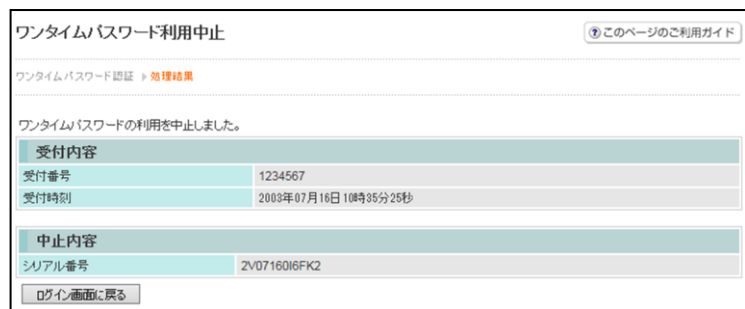 ワンタイムパスワード利用中止
?このページのご利用ガイド
ワンタイムパスワード認証 ▶ 処理結果
ワンタイムパスワードの利用を中止しました。
受付内容
受付番号 1234567
受付時刻 2003年07月16日10時35分25秒
中止内容
シリアル番号 2V07160I6FK2
ログイン画面に戻る